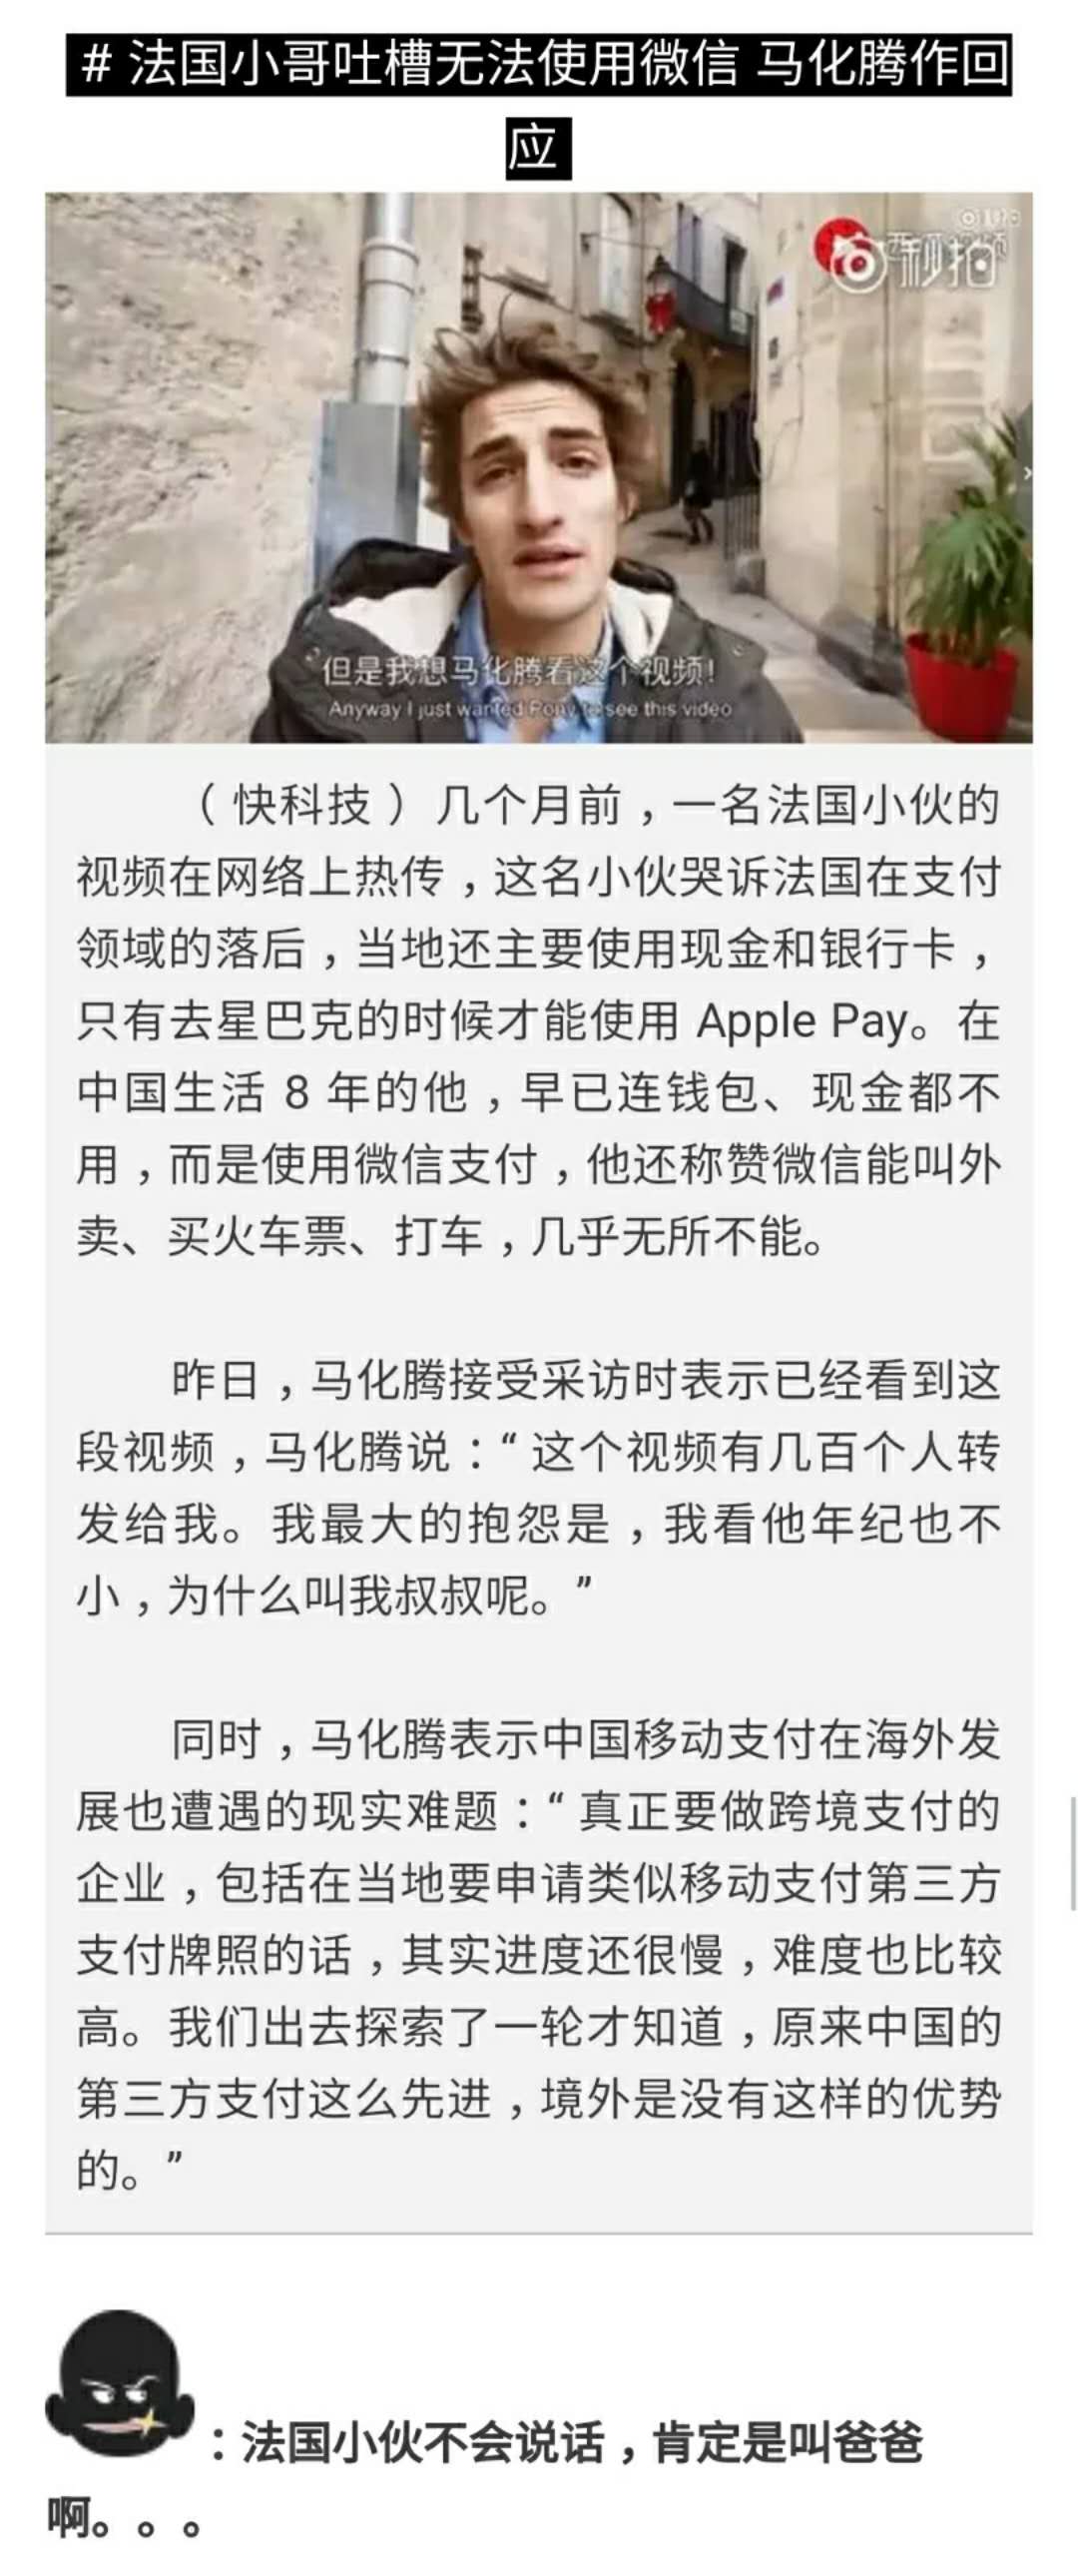 # 法国小哥吐槽无法使用微信 马化腾作回
应
秒拍
但是我想马化腾看这个视频！
Anyway I just wanted Pony to see this video
（ 快科技 ）几个月前，一名法国小伙的
视频在网络上热传，这名小伙哭诉法国在支付
领域的落后，当地还主要使用现金和银行卡，
只有去星巴克的时候才能使用 Apple Pay。在
中国生活 8 年的他，早已连钱包、现金都不
用，而是使用微信支付，他还称赞微信能叫外
卖、买火车票、打车，几乎无所不能。
昨日，马化腾接受采访时表示已经看到这
段视频，马化腾说：“ 这个视频有几百个人转
发给我。我最大的抱怨是，我看他年纪也不
小，为什么叫我叔叔呢。”
同时，马化腾表示中国移动支付在海外发
展也遭遇的现实难题：“ 真正要做跨境支付的
企业，包括在当地要申请类似移动支付第三方
支付牌照的话，其实进度还很慢，难度也比较
高。我们出去探索了一轮才知道，原来中国的
第三方支付这么先进，境外是没有这样的优势
的。”
：法国小伙不会说话，肯定是叫爸爸
啊。。。